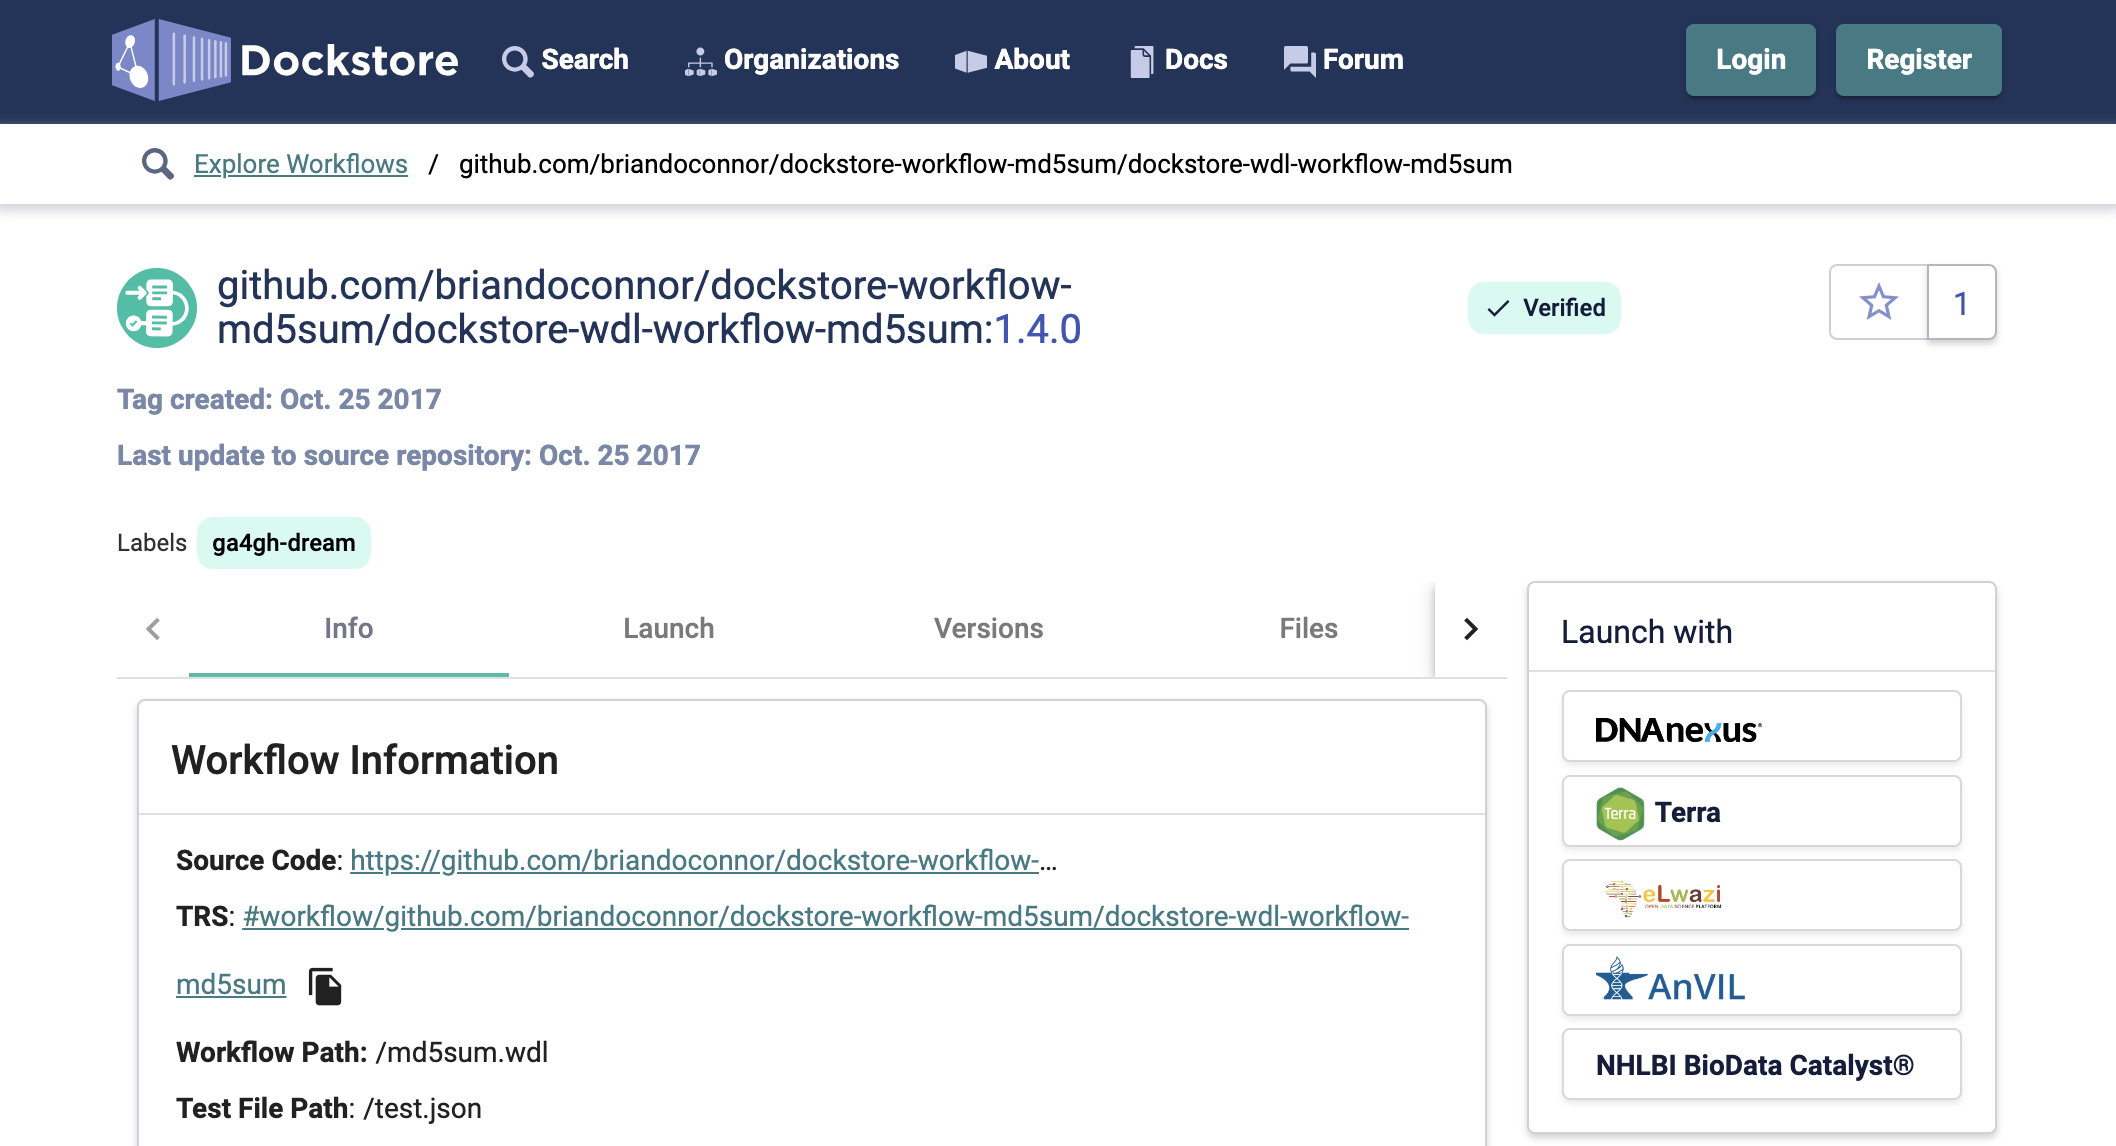 Dockstore Search Organizations About Docs Forum Login Register
Explore Workflows / github.com/briandoconnor/dockstore-workflow-md5sum/dockstore-wdl-workflow-md5sum
github.com/briandoconnor/dockstore-workflow-
md5sum/dockstore-wdl-workflow-md5sum:1.4.0
Verified
1
Tag created: Oct. 25 2017
Last update to source repository: Oct. 25 2017
Labels ga4gh-dream
Info Launch Versions Files
Workflow Information
Source Code: https://github.com/briandoconnor/dockstore-workflow-...
TRS: #workflow/github.com/briandoconnor/dockstore-workflow-md5sum/dockstore-wdl-workflow-
md5sum
Workflow Path: /md5sum.wdl
Test File Path: /test.json
Launch with
DNAnexus
Terra Terra
eLwazi
OPEN DATA SCIENCE PLATFORM
AnVIL
NHLBI BioData Catalyst®